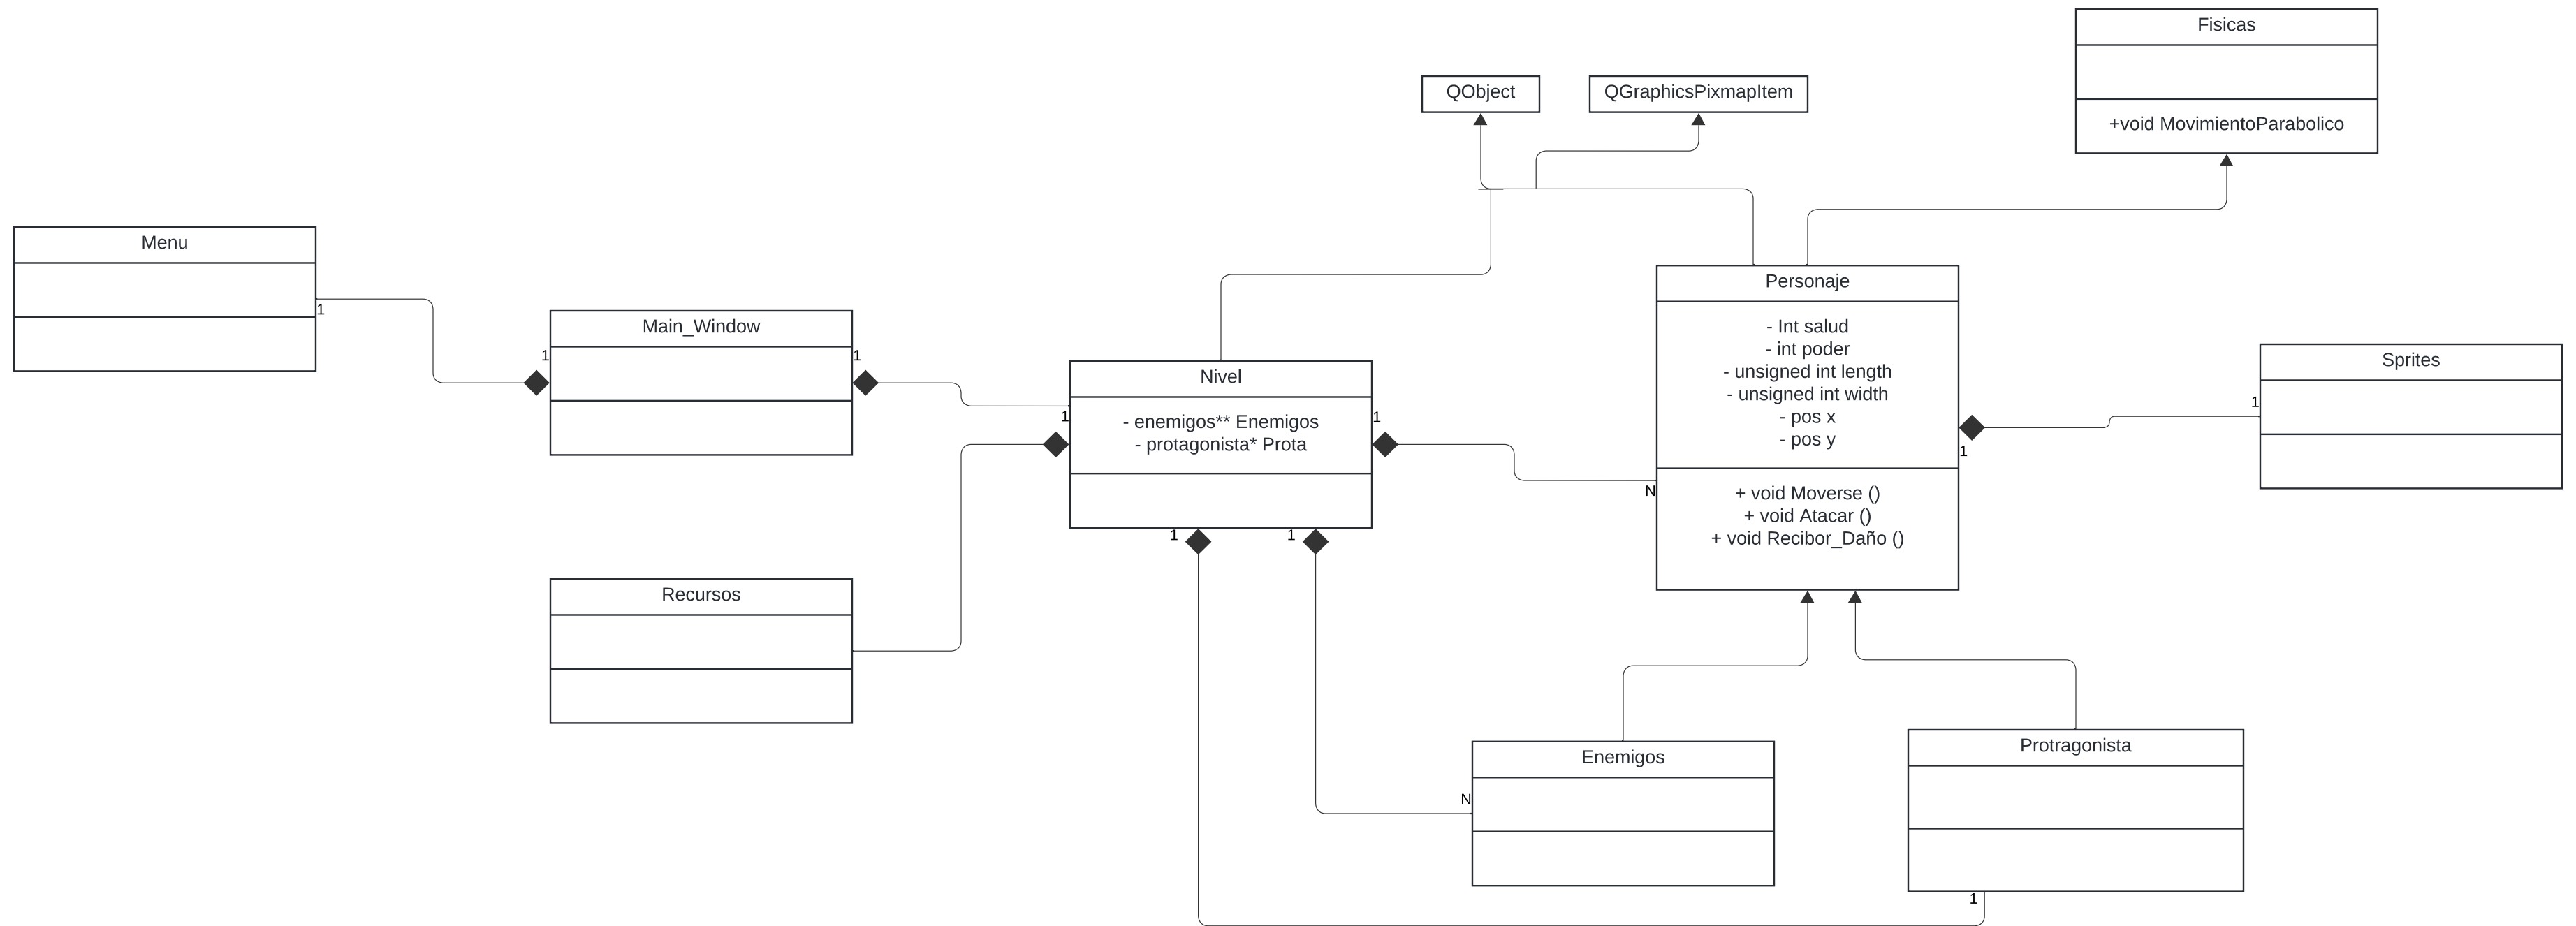 Fisicas
+void MovimientoParabolico
QObject
QGraphicsPixmapItem
Menu
1
Main_Window
1
1
Nivel
- enemigos** Enemigos
- protagonista* Prota
1
1
1
1
Personaje
- Int salud
- int poder
- unsigned int length
- unsigned int width
- pos x
- pos y
+ void Moverse ()
+ void Atacar ()
+ void Recibor_Daño ()
N
1
Sprites
1
Recursos
Enemigos
N
Protragonista
1